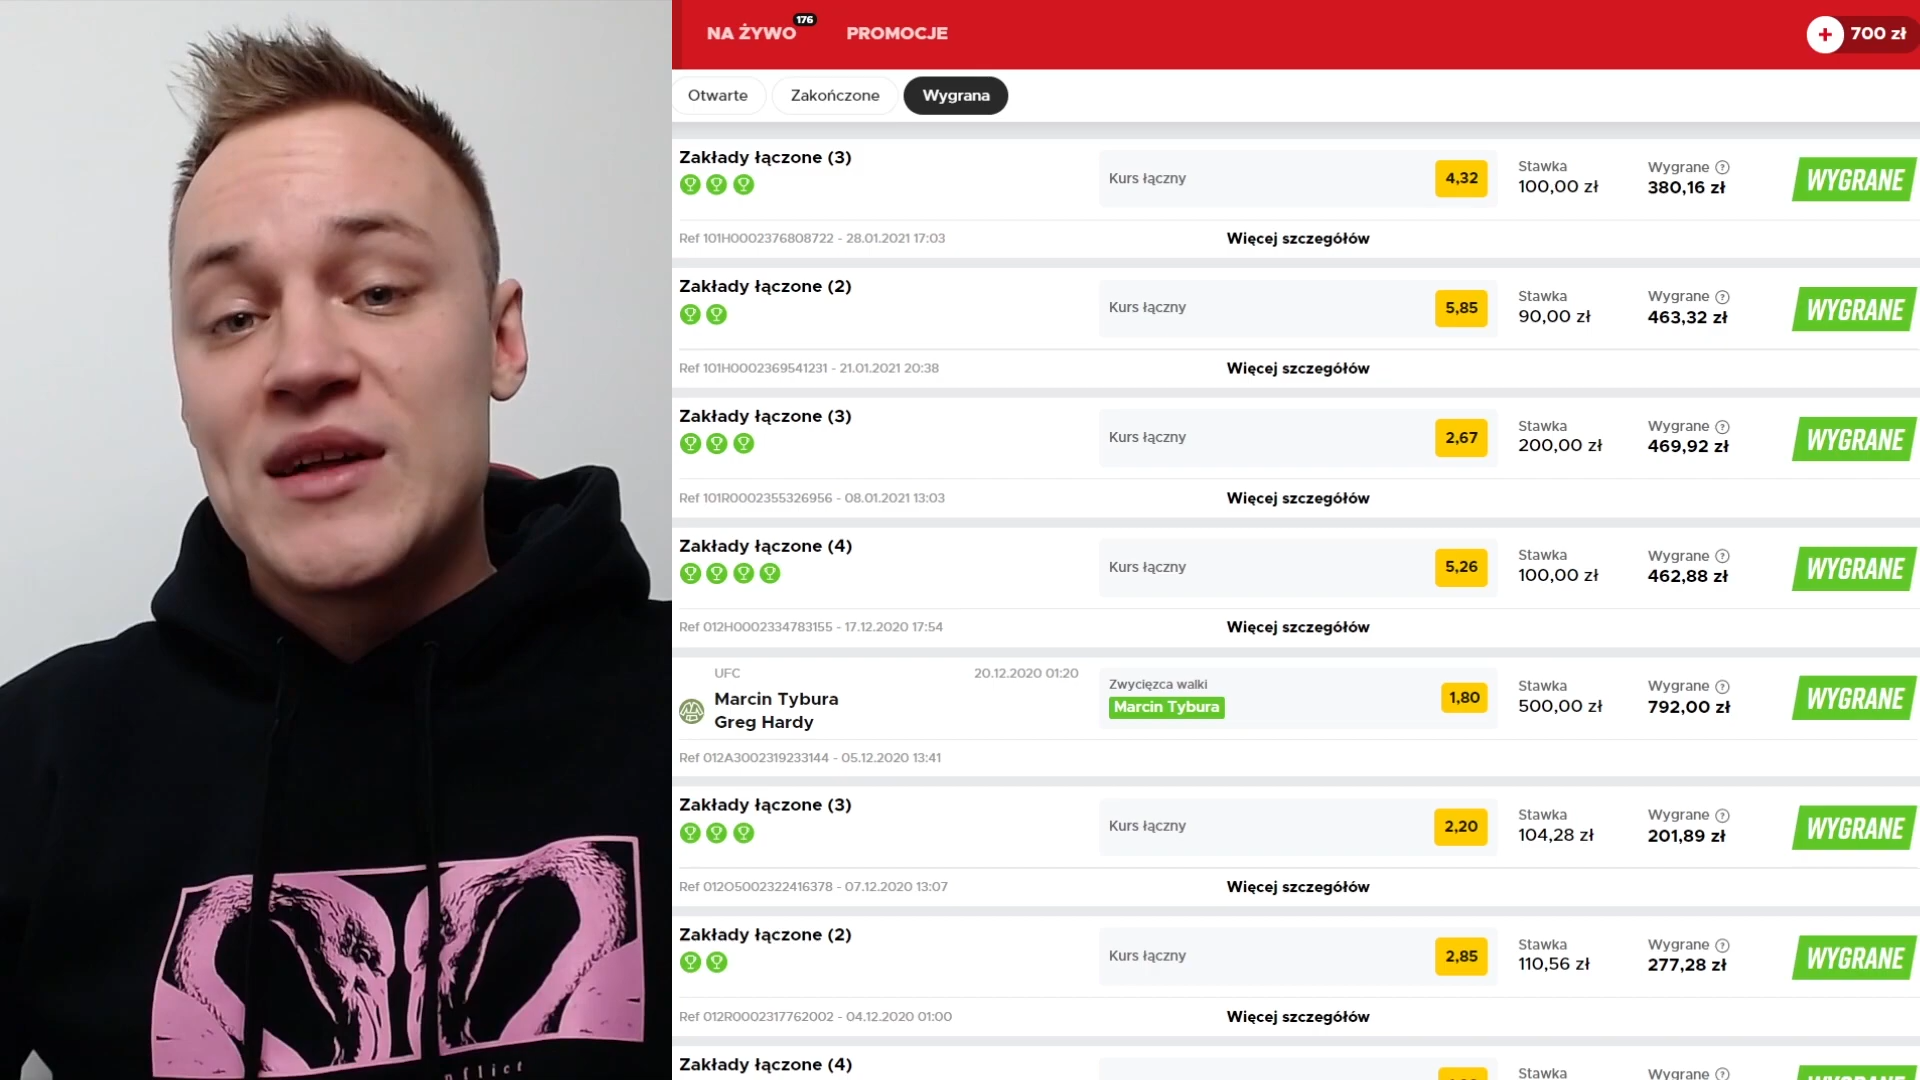 NA ŻYWO 176 PROMOCJE + 700 zł
Otwarte Zakończone Wygrana
Zakłady łączone (3) Kurs łączny 4,32 Stawka 100,00 zł Wygrane ? 380,16 zł WYGRANE
Ref 101H0002376808722 - 28.01.2021 17:03 Więcej szczegółów
Zakłady łączone (2) Kurs łączny 5,85 Stawka 90,00 zł Wygrane ? 463,32 zł WYGRANE
Ref 101H0002369541231 - 21.01.2021 20:38 Więcej szczegółów
Zakłady łączone (3) Kurs łączny 2,67 Stawka 200,00 zł Wygrane ? 469,92 zł WYGRANE
Ref 101R0002355326956 - 08.01.2021 13:03 Więcej szczegółów
Zakłady łączone (4) Kurs łączny 5,26 Stawka 100,00 zł Wygrane ? 462,88 zł WYGRANE
Ref 012H0002334783155 - 17.12.2020 17:54 Więcej szczegółów
UFC 20.12.2020 01:20 Zwycięzca walki 1,80 Stawka 500,00 zł Wygrane ? 792,00 zł WYGRANE
Marcin Tybura Marcin Tybura
Greg Hardy
Ref 012A3002319233144 - 05.12.2020 13:41
Zakłady łączone (3) Kurs łączny 2,20 Stawka 104,28 zł Wygrane ? 201,89 zł WYGRANE
Ref 012O5002322416378 - 07.12.2020 13:07 Więcej szczegółów
Zakłady łączone (2) Kurs łączny 2,85 Stawka 110,56 zł Wygrane ? 277,28 zł WYGRANE
Ref 012R0002317762002 - 04.12.2020 01:00 Więcej szczegółów
Zakłady łączone (4) Stawka Wygrane ?